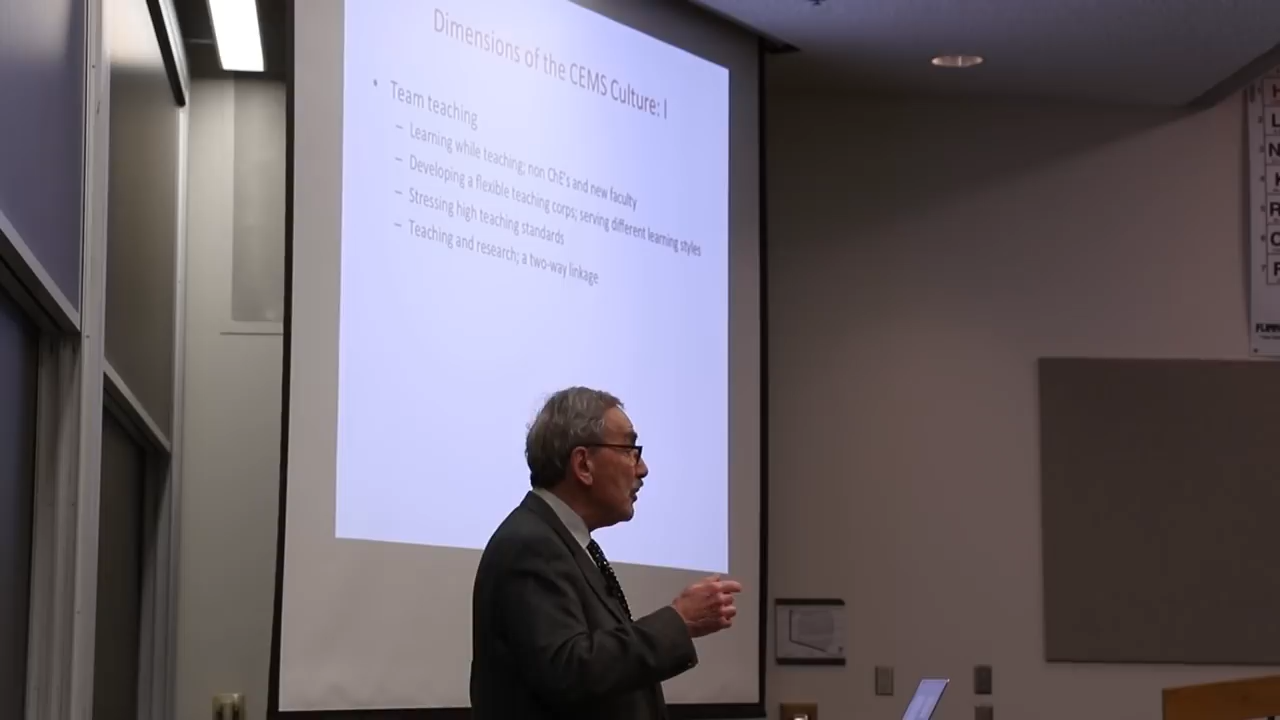 Dimensions of the CEMS Culture: I
• Team teaching
– Learning while teaching; non ChE's and new faculty
– Developing a flexible teaching corps; serving different learning styles
– Stressing high teaching standards
– Teaching and research; a two-way linkage